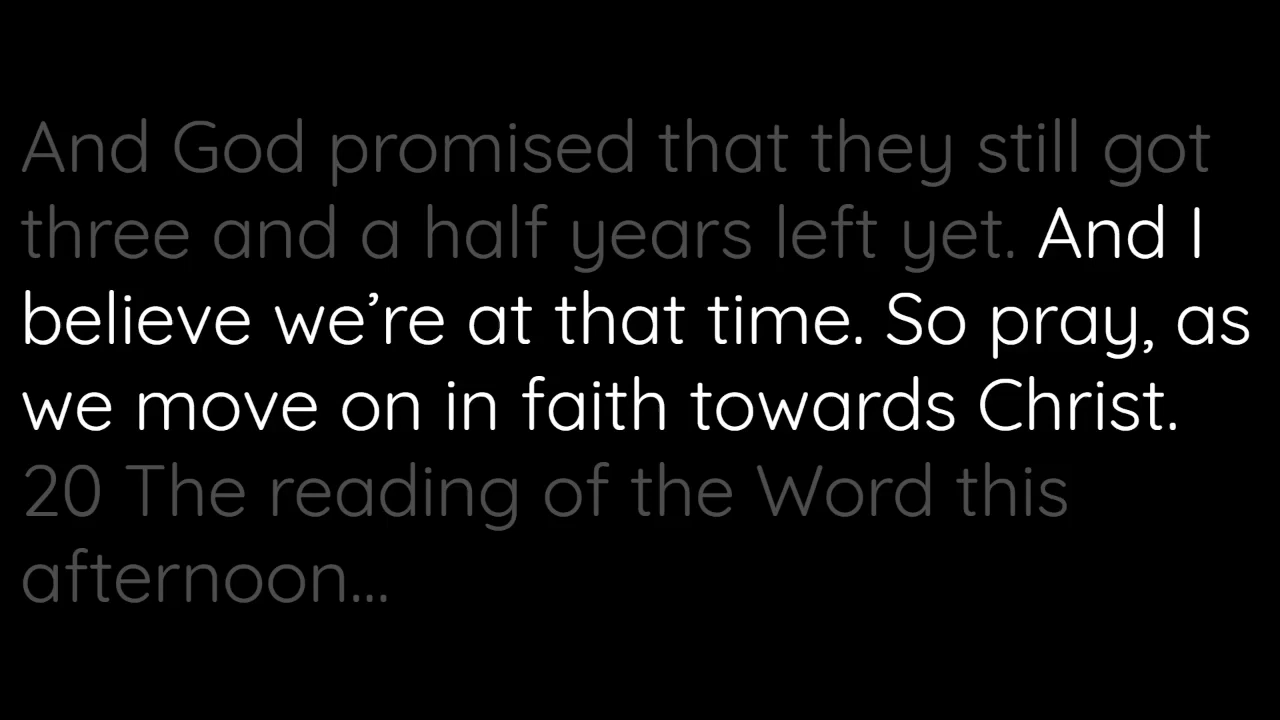 And God promised that they still got
three and a half years left yet. And I
believe we’re at that time. So pray, as
we move on in faith towards Christ.
20 The reading of the Word this
afternoon...